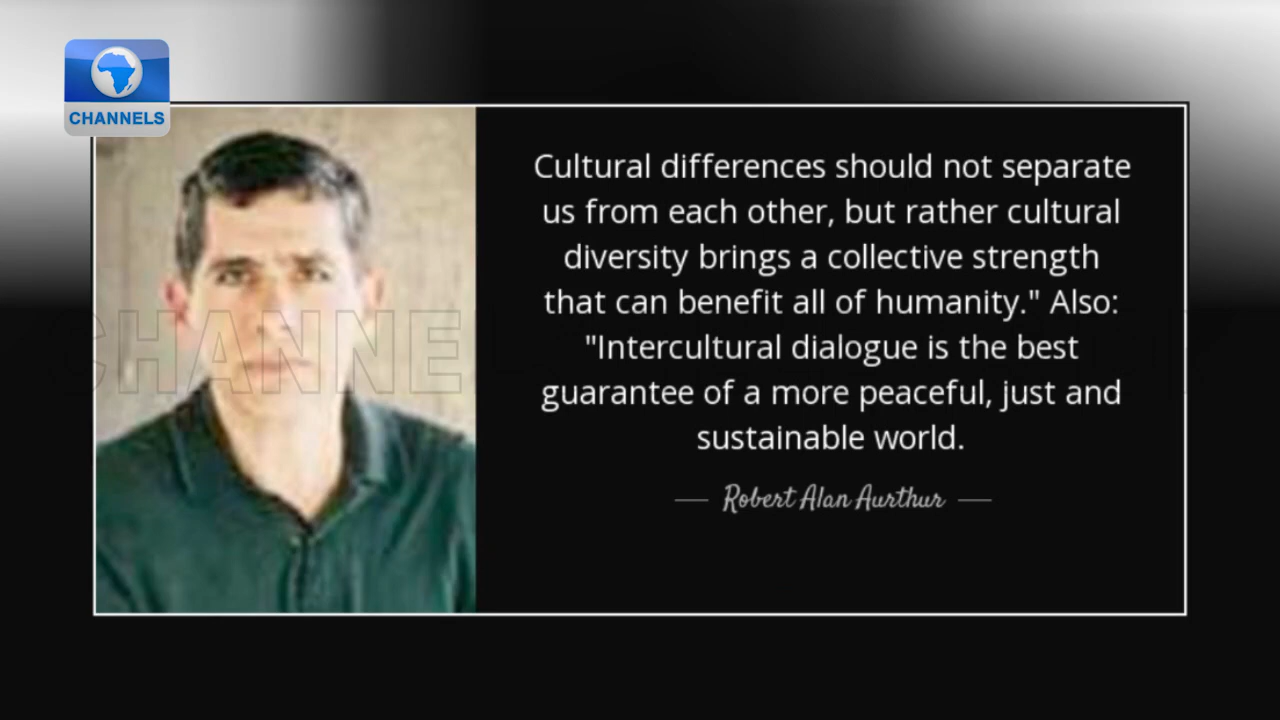 CHANNELS
Cultural differences should not separate
us from each other, but rather cultural
diversity brings a collective strength
that can benefit all of humanity." Also:
"Intercultural dialogue is the best
guarantee of a more peaceful, just and
sustainable world.
Robert Alan Aurthur
CHANNE